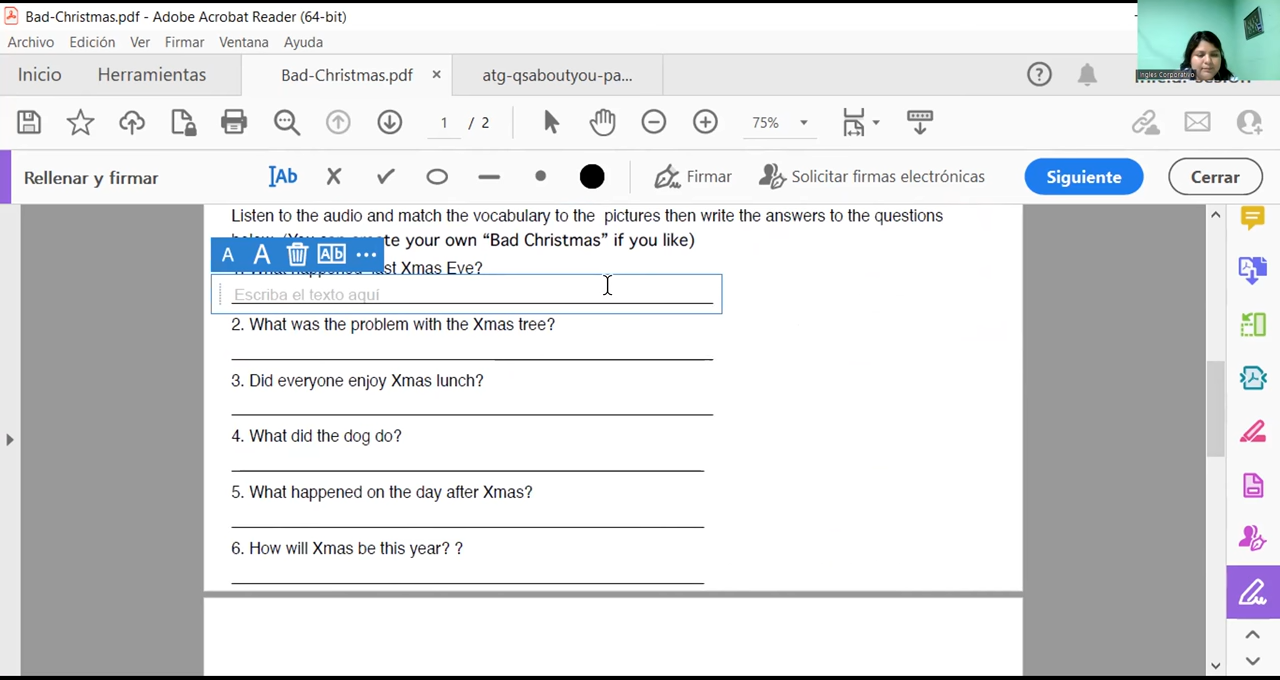 Bad-Christmas.pdf - Adobe Acrobat Reader (64-bit)
Archivo Edición Ver Firmar Ventana Ayuda
Inicio Herramientas Bad-Christmas.pdf × atg-qsaboutyou-pa...
Ingles Corporativo
1 / 2 75%
Rellenar y firmar Ab Firmar Solicitar firmas electrónicas Siguiente Cerrar
Listen to the audio and match the vocabulary to the pictures then write the answers to the questions
your own “Bad Christmas” if you like)
A A Ab ...
last Xmas Eve?
Escriba el texto aquí
2. What was the problem with the Xmas tree?
3. Did everyone enjoy Xmas lunch?
4. What did the dog do?
5. What happened on the day after Xmas?
6. How will Xmas be this year? ?